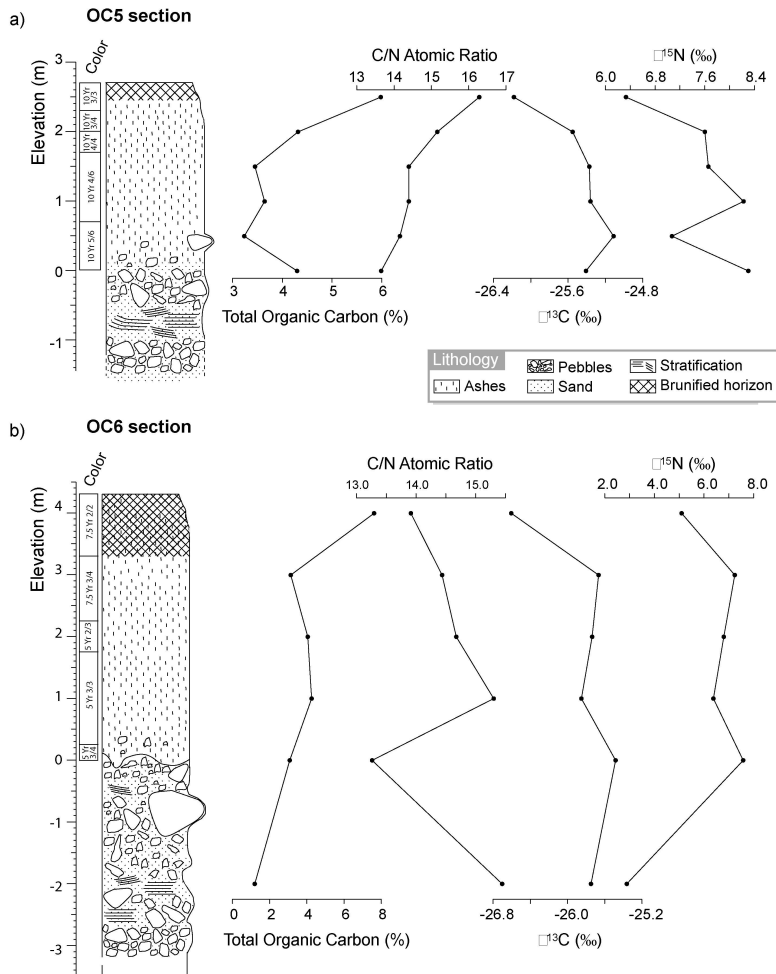 a)
OC5 section
Color
Elevation (m)
3
2
1
0
-1
10 Yr 3/3
10 Yr 3/4
10 Yr 4/4
10 Yr 4/6
10 Yr 5/6
C/N Atomic Ratio
13 14 15 16 17
□¹⁵N (‰)
6.0 6.8 7.6 8.4
3 4 5 6
Total Organic Carbon (%)
-26.4 -25.6 -24.8
□¹³C (‰)
Lithology
Ashes
Pebbles
Sand
Stratification
Brunified horizon
b)
OC6 section
Color
Elevation (m)
4
3
2
1
0
-1
-2
-3
7.5 Yr 2/2
7.5 Yr 3/4
5 Yr 2/3
5 Yr 3/3
5 Yr 3/4
C/N Atomic Ratio
13.0 14.0 15.0
□¹⁵N (‰)
2.0 5.0 6.0 8.0
0 4 8
Total Organic Carbon (%)
-26.8 -26.0 -25.2
□¹³C (‰)